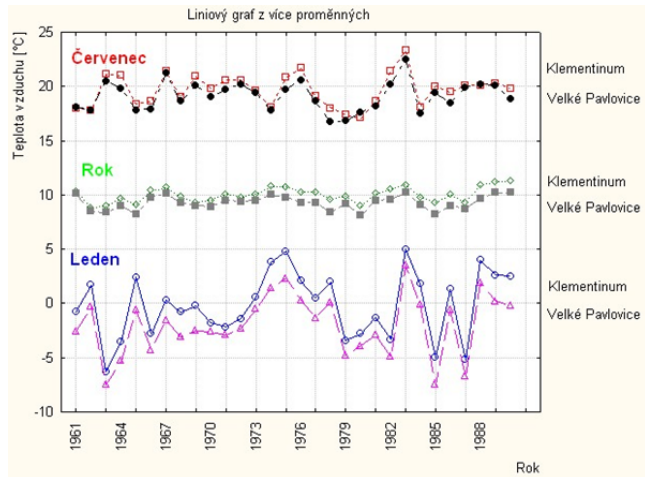 Liniový graf z více proměnných
Teplota vzduchu [°C]
25
20
15
10
5
0
-5
-10
Červenec
Klementinum
Velké Pavlovice
Rok
Klementinum
Velké Pavlovice
Leden
Klementinum
Velké Pavlovice
1961
1964
1967
1970
1973
1976
1979
1982
1985
1988
Rok